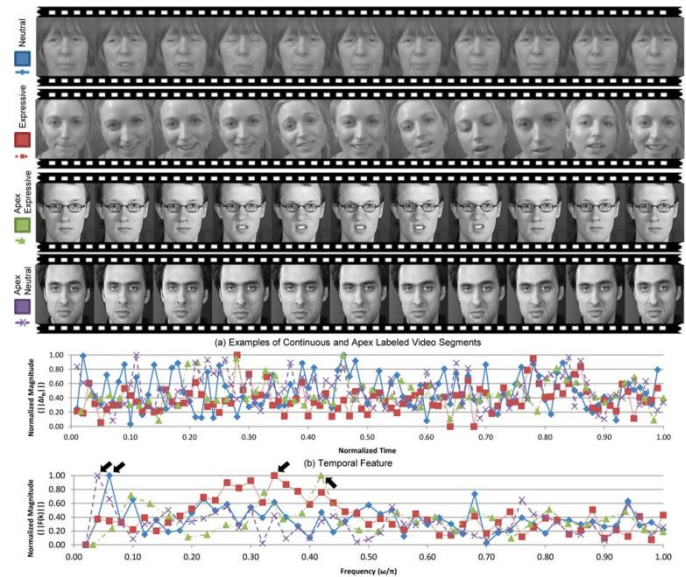 Neutral
Expressive
Apex
Expressive
Apex
Neutral
(a) Examples of Continuous and Apex Labeled Video Segments
Normalized Magnitude
1.00
0.80
0.60
0.40
0.20
0.00
0.00 0.10 0.20 0.30 0.40 0.50 0.60 0.70 0.80 0.90 1.00
Normalized Time
(b) Temporal Feature
Normalized Magnitude
(||F(k)||)
1.00
0.80
0.60
0.40
0.20
0.00
0.00 0.10 0.20 0.30 0.40 0.50 0.60 0.70 0.80 0.90 1.00
Frequency (ω/π)